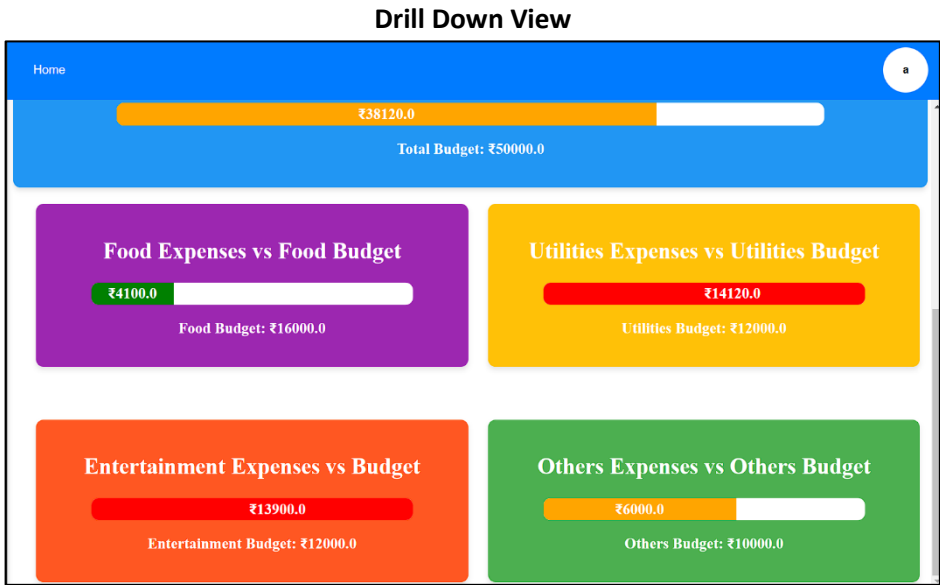 Drill Down View
Home
a
₹38120.0
Total Budget: ₹50000.0
Food Expenses vs Food Budget
₹4100.0
Food Budget: ₹16000.0
Utilities Expenses vs Utilities Budget
₹14120.0
Utilities Budget: ₹12000.0
Entertainment Expenses vs Budget
₹13900.0
Entertainment Budget: ₹12000.0
Others Expenses vs Others Budget
₹6000.0
Others Budget: ₹10000.0